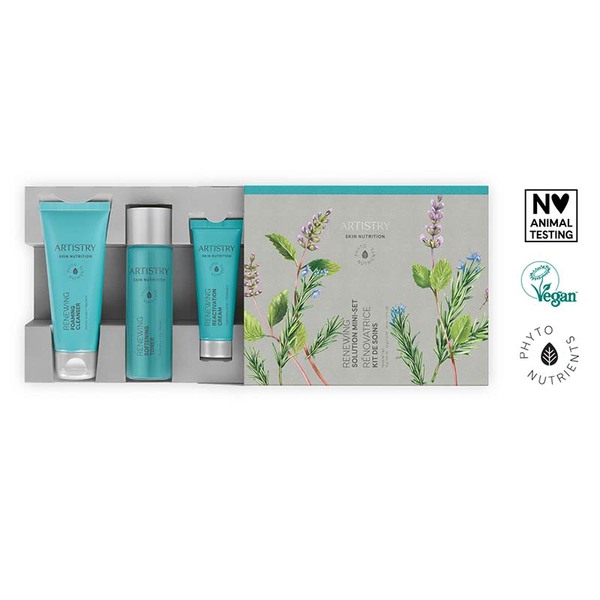 ARTISTRY
SKIN NUTRITION
PHYTO
RENEWING
FOAMING
CLEANSER
ARTISTRY
SKIN NUTRITION
RENEWING
SOFTENING
TONER
ARTISTRY
SKIN NUTRITION
RENEWING
REACTIVATION
CREAM
ARTISTRY
SKIN NUTRITION
RENEWING
SOLUTION MINI-SET
RÉNOVATRICE
KIT DE SOINS
NO
ANIMAL
TESTING
Vegan
PHYTO
NUTRIENTS